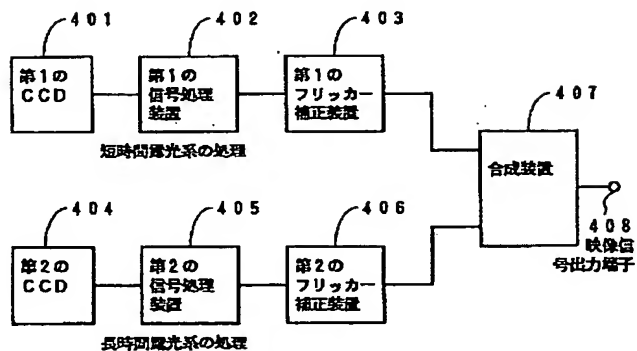 401
402
403
第1の
CCD
第1の
信号処理
装置
第1の
フリッカー
補正装置
407
短時間露光系の処理
合成装置
404
405
406
408
映像信
号出力端子
第2の
CCD
第2の
信号処理
装置
第2の
フリッカー
補正装置
長時間露光系の処理